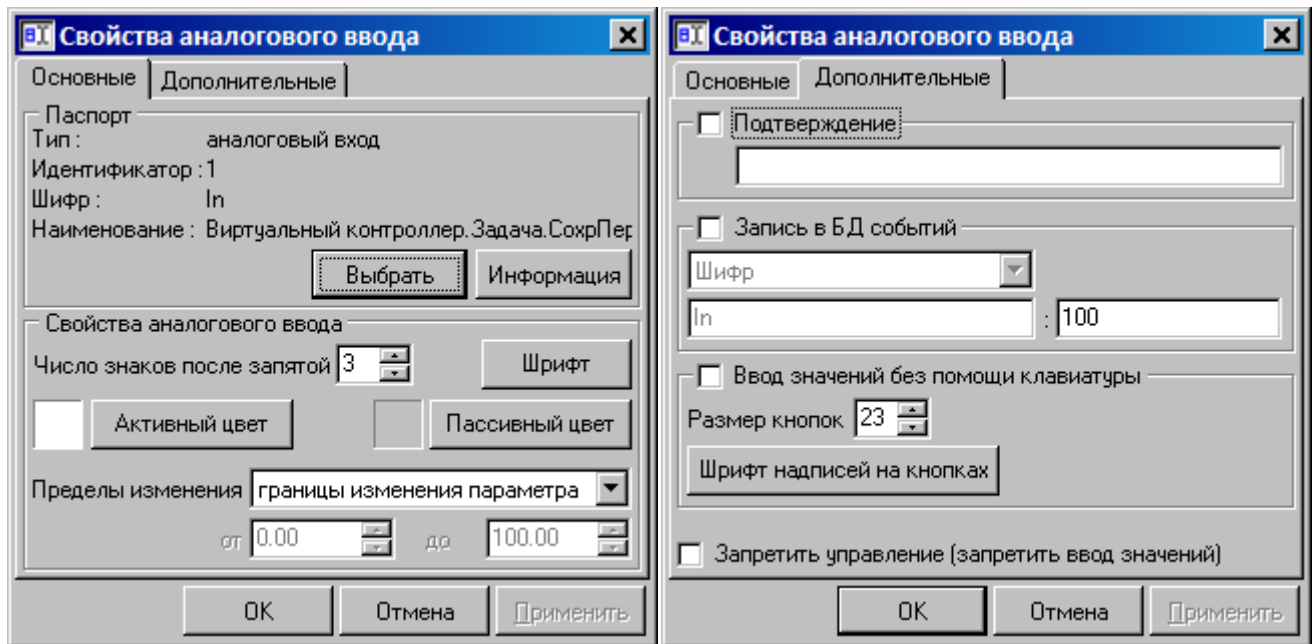 Свойства аналогового ввода
Основные
Дополнительные
Паспорт
Тип : аналоговый вход
Идентификатор : 1
Шифр : In
Наименование : Виртуальный контроллер.Задача.СохрПер
Выбрать
Информация
Свойства аналогового ввода
Число знаков после запятой 3
Шрифт
Активный цвет
Пассивный цвет
Пределы изменения границы изменения параметра
от 0.00 до 100.00
ОК
Отмена
Применить
Свойства аналогового ввода
Основные
Дополнительные
Подтверждение
Запись в БД событий
Шифр
In : 100
Ввод значений без помощи клавиатуры
Размер кнопок 23
Шрифт надписей на кнопках
Запретить управление (запретить ввод значений)
ОК
Отмена
Применить